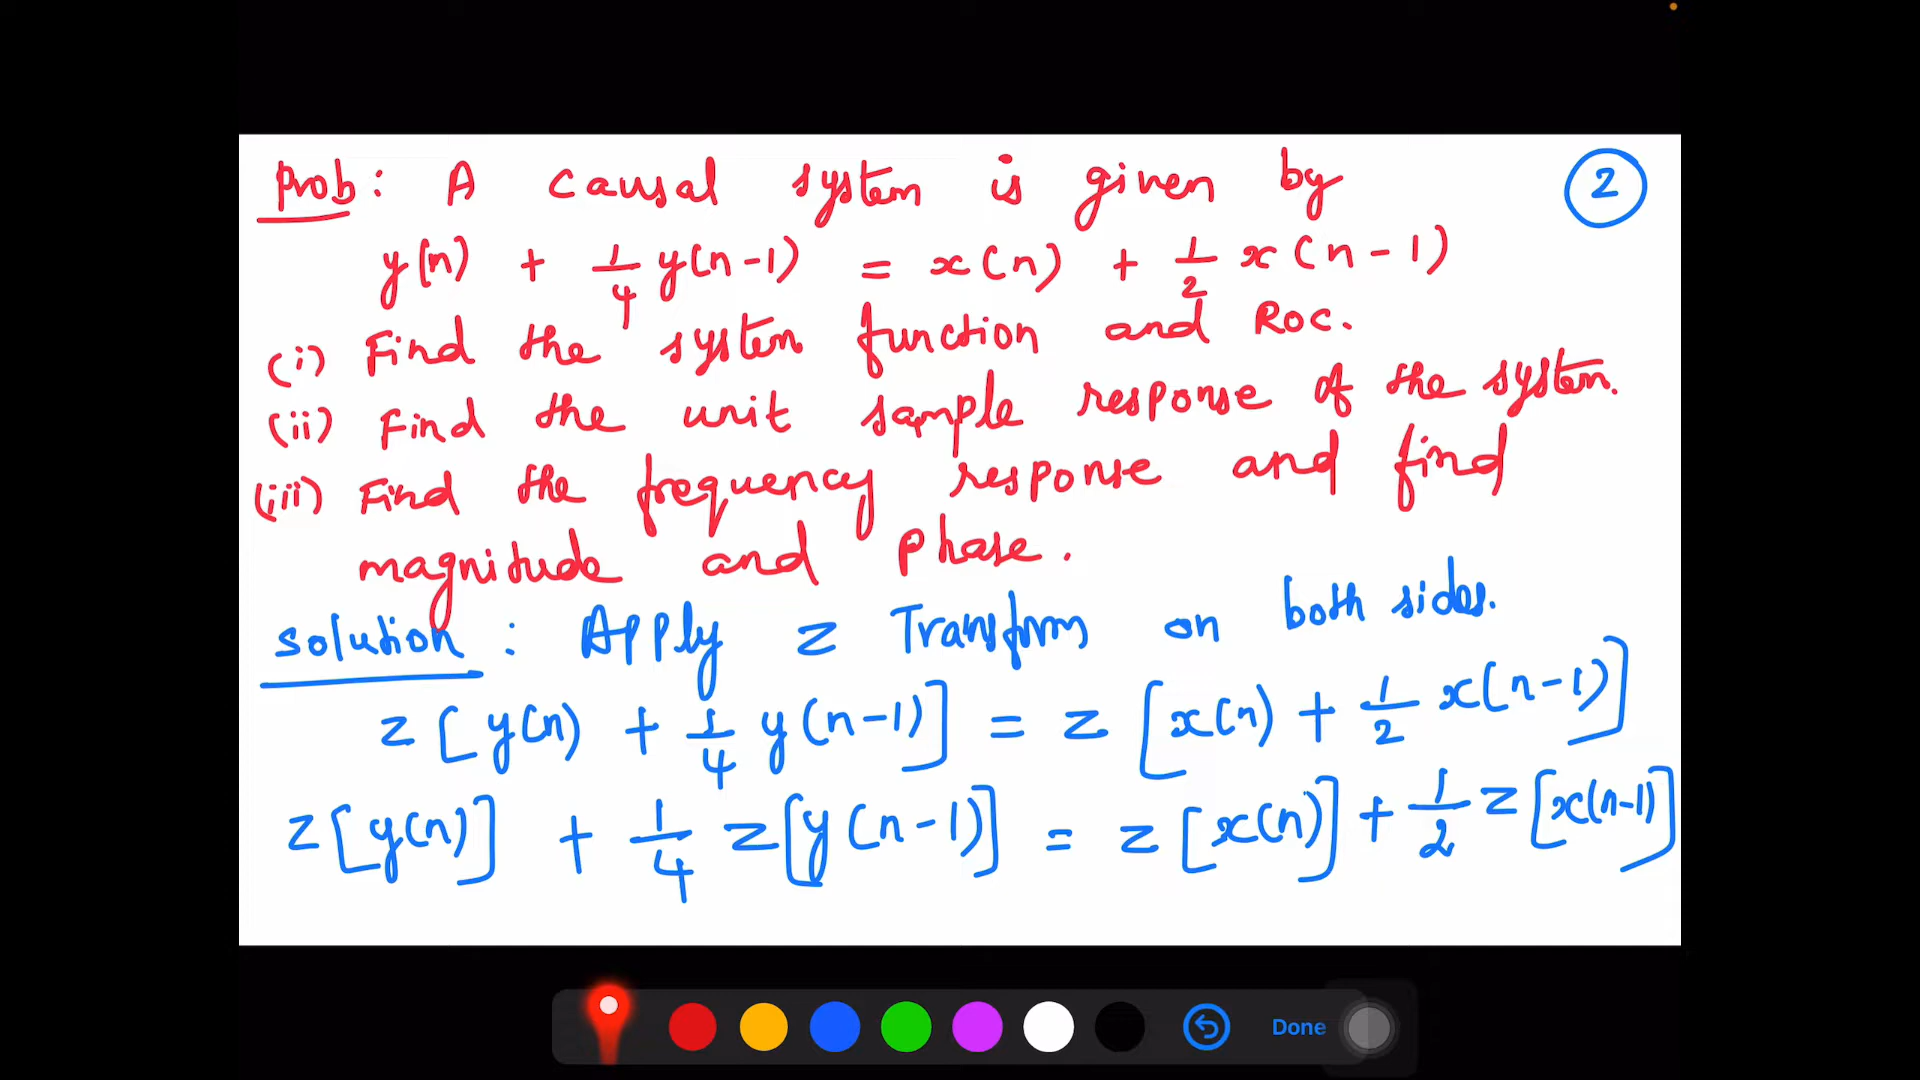 Prob: A causal system is given by
2
y(n) + 1/4 y(n-1) = x(n) + 1/2 x(n-1)
(i) Find the system function and ROC.
(ii) Find the unit sample response of the system.
(iii) Find the frequency response and find
magnitude and phase.
Solution: Apply Z Transform on both sides.
Z[y(n) + 1/4 y(n-1)] = Z[x(n) + 1/2 x(n-1)]
Z[y(n)] + 1/4 Z[y(n-1)] = Z[x(n)] + 1/2 Z[x(n-1)]
Done